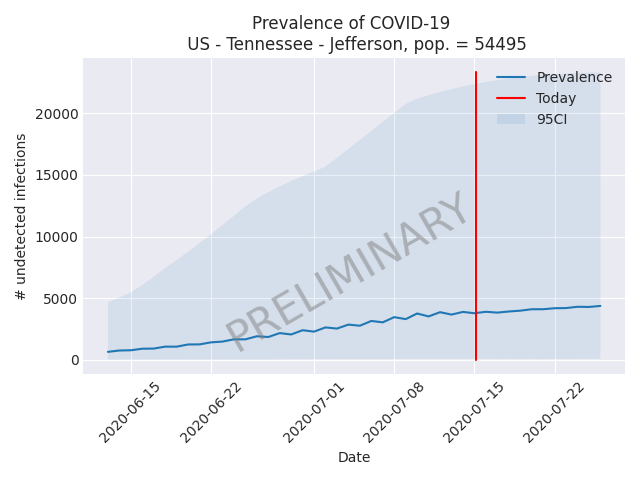 Prevalence of COVID-19
US - Tennessee - Jefferson, pop. = 54495
Prevalence
Today
95CI
20000
15000
10000
5000
0
# undetected infections
PRELIMINARY
2020-06-15
2020-06-22
2020-07-01
2020-07-08
2020-07-15
2020-07-22
Date